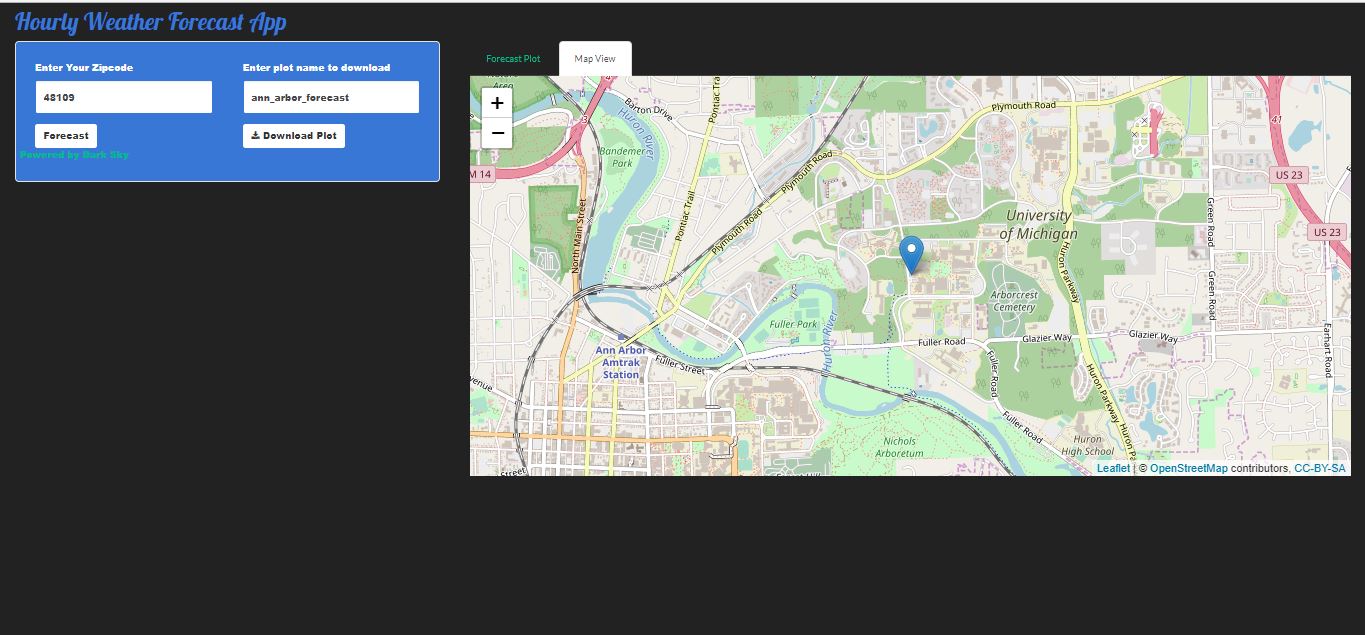 Hourly Weather Forecast App
Enter Your Zipcode
48109
Forecast
Powered by Dark Sky
Enter plot name to download
ann_arbor_forecast
Download Plot
Forecast Plot
Map View
+
−
Area
M 14
Barton Drive
Huron River
Bandemer
Park
Pontiac Trail
Pontiac Trail
Plymouth Road
Plymouth Road
Plymouth Road
North Main Street
University
of Michigan
Huron Parkway
Green Road
Green Road
41
US 23
US 23
Arborcrest
Cemetery
Fuller Park
Huron River
Ann Arbor
Amtrak
Station
Fuller Street
Fuller Road
Fuller Road
Fuller Road
Glazier Way
Glazier Way
Earhart Road
Huron Parkway
Huron
High School
Nichols
Arboretum
Street
Leaflet | © OpenStreetMap contributors, CC-BY-SA